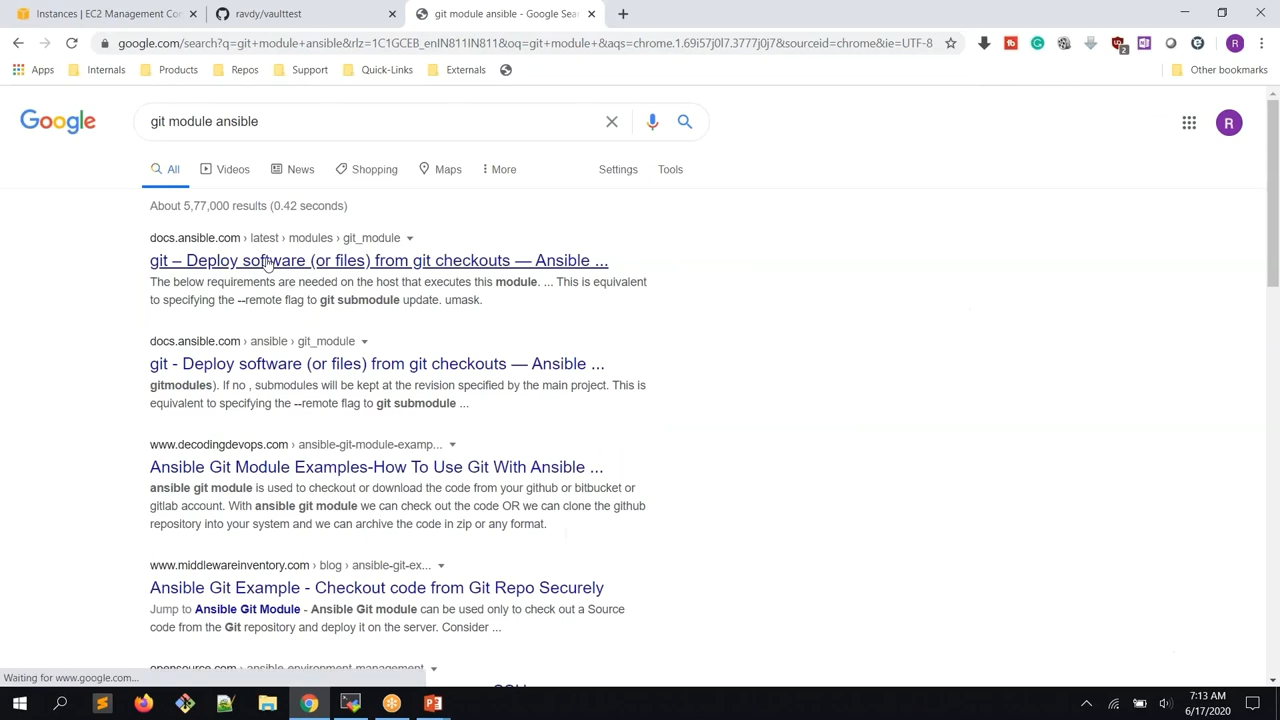 Instances | EC2 Management Con
ravdy/vaulttest
git module ansible - Google Sea
google.com/search?q=git+module+ansible&rlz=1C1GCEB_enIN811IN811&oq=git+module+&aqs=chrome.1.69i57j0l7.3777j0j7&sourceid=chrome&ie=UTF-8
2
R
Apps
Internals
Products
Repos
Support
Quick-Links
Externals
Other bookmarks
Google
git module ansible
R
All
Videos
News
Shopping
Maps
More
Settings
Tools
About 5,77,000 results (0.42 seconds)
docs.ansible.com › latest › modules › git_module
git – Deploy software (or files) from git checkouts — Ansible ...
The below requirements are needed on the host that executes this module. ... This is equivalent
to specifying the --remote flag to git submodule update. umask.
docs.ansible.com › ansible › git_module
git - Deploy software (or files) from git checkouts — Ansible ...
gitmodules). If no , submodules will be kept at the revision specified by the main project. This is
equivalent to specifying the --remote flag to git submodule ...
www.decodingdevops.com › ansible-git-module-examp...
Ansible Git Module Examples-How To Use Git With Ansible ...
ansible git module is used to checkout or download the code from your github or bitbucket or
gitlab account. With ansible git module we can check out the code OR we can clone the github
repository into your system and we can archive the code in zip or any format.
www.middlewareinventory.com › blog › ansible-git-ex...
Ansible Git Example - Checkout code from Git Repo Securely
Jump to Ansible Git Module - Ansible Git module can be used only to check out a Source
code from the Git repository and deploy it on the server. Consider ...
opensource.com › ansible-environment-management
Waiting for www.google.com...
7:13 AM
6/17/2020